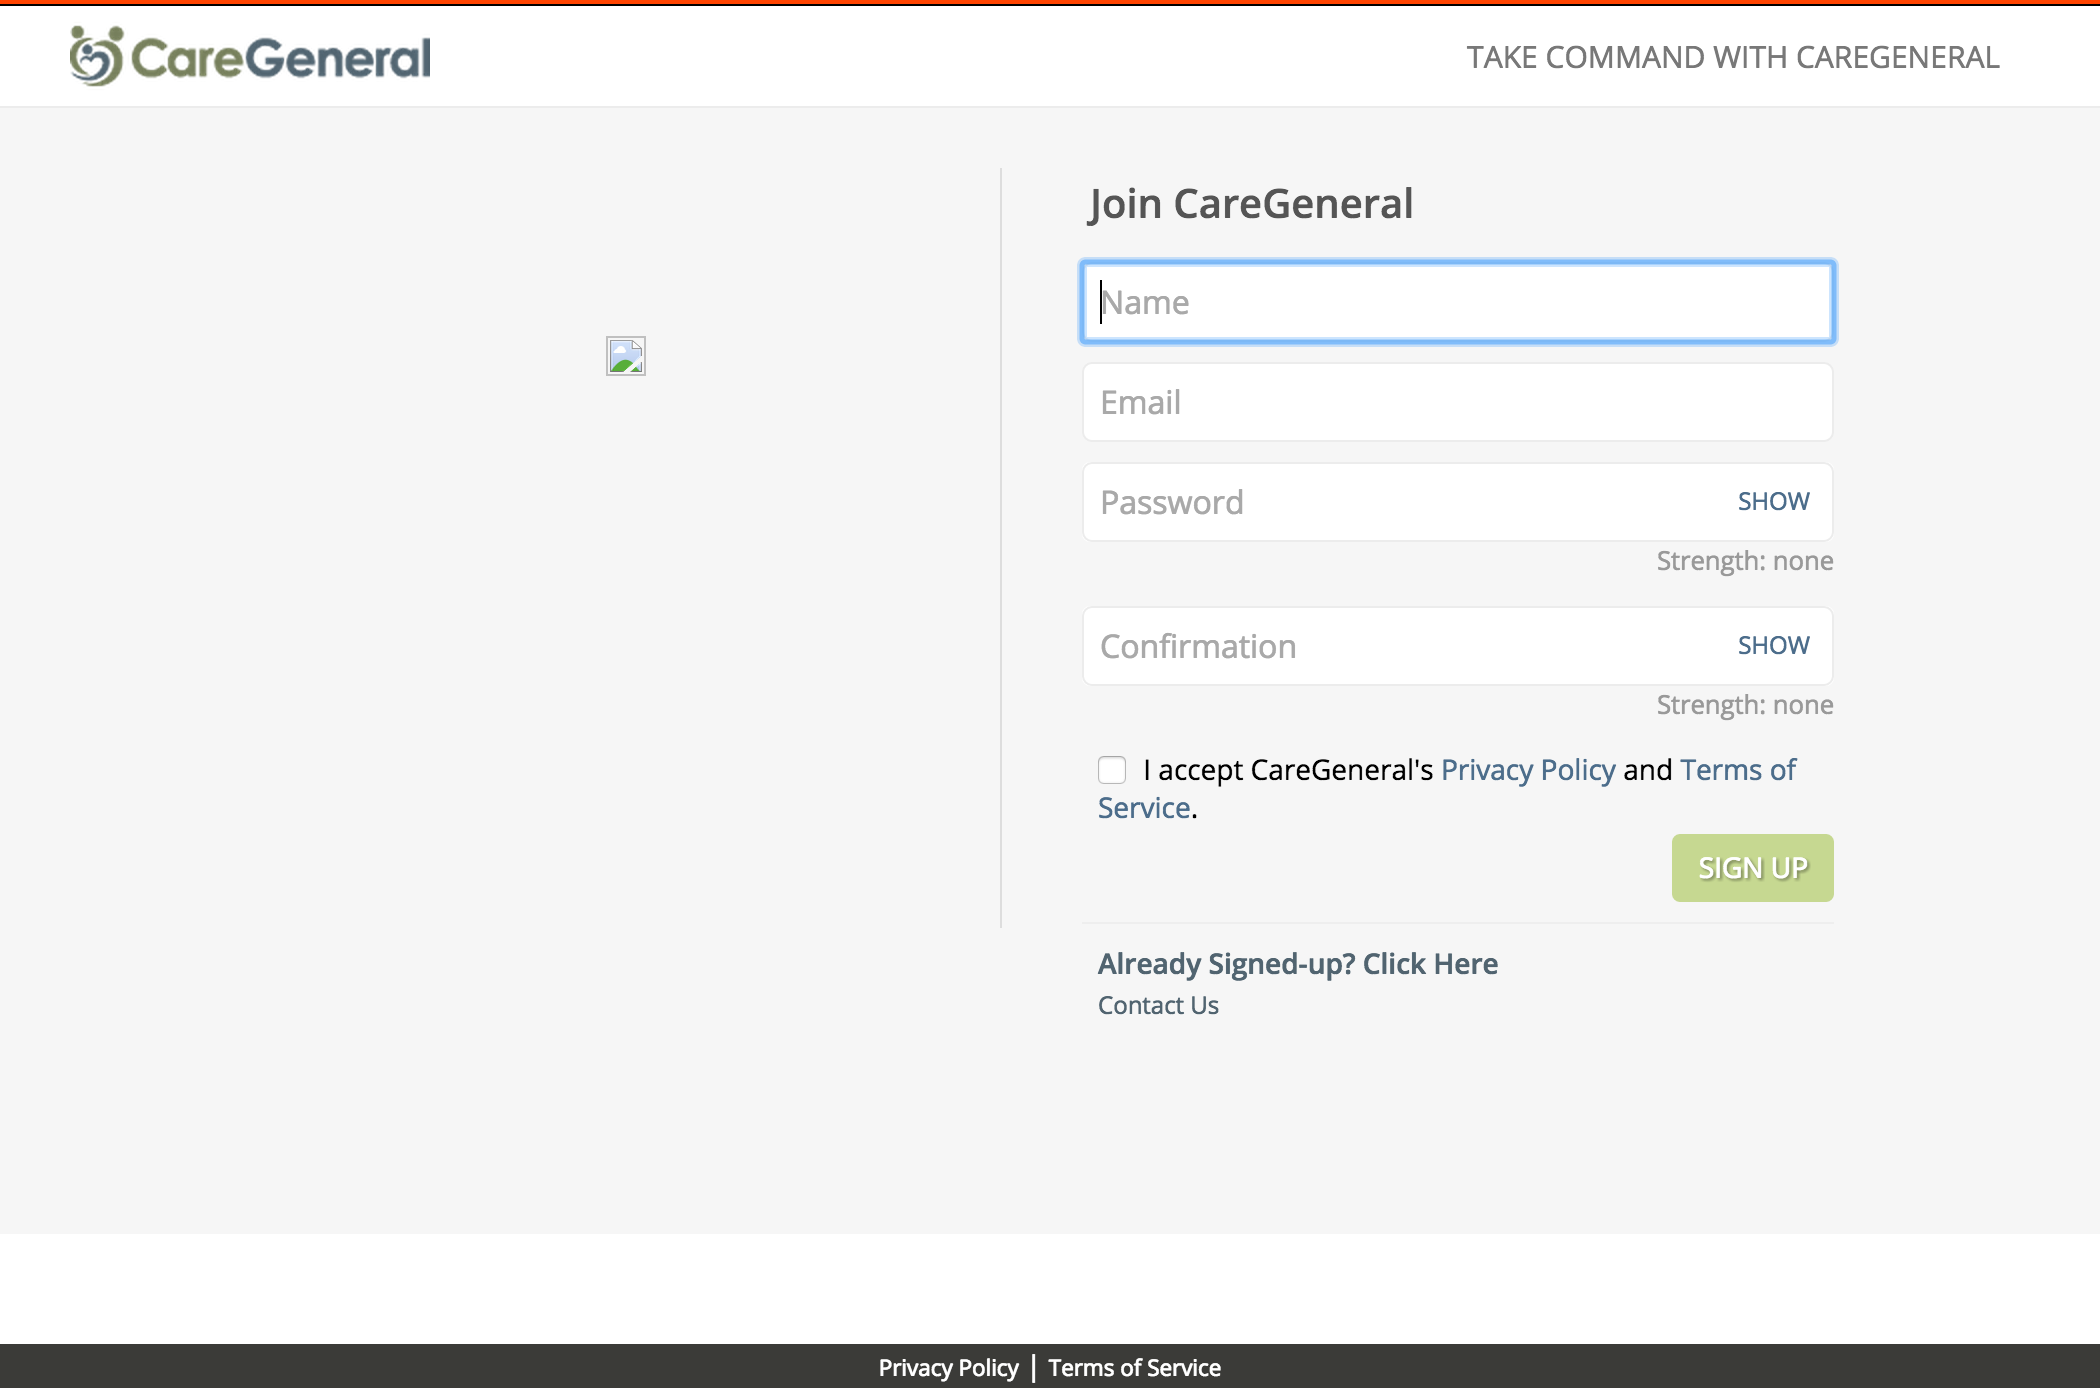 CareGeneral
TAKE COMMAND WITH CAREGENERAL
Join CareGeneral
Name
Email
Password
SHOW
Strength: none
Confirmation
SHOW
Strength: none
I accept CareGeneral's Privacy Policy and Terms of
Service.
SIGN UP
Already Signed-up? Click Here
Contact Us
Privacy Policy | Terms of Service